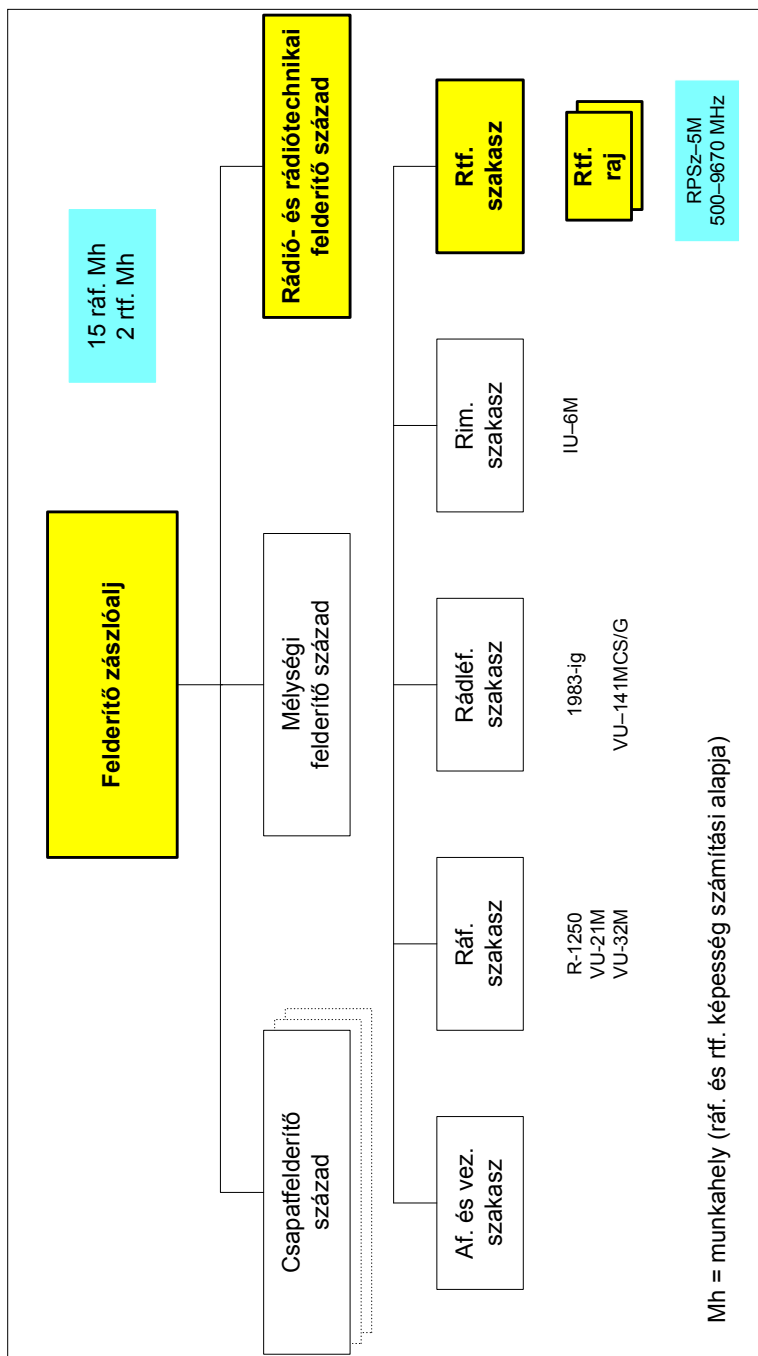 Felderítő zászlóalj
15 ráf. Mh
2 rtf. Mh
Csapatfelderítő
század
Mélységi
felderítő század
Rádió- és rádiótechnikai
felderítő század
Af. és vez.
szakasz
Ráf.
szakasz
Rádléf.
szakasz
Rim.
szakasz
Rtf.
szakasz
R-1250
VU-21M
VU-32M
1983-ig
VU–141MCS/G
IU–6M
Rtf.
raj
RPSz–5M
500–9670 MHz
Mh = munkahely (ráf. és rtf. képesség számítási alapja)